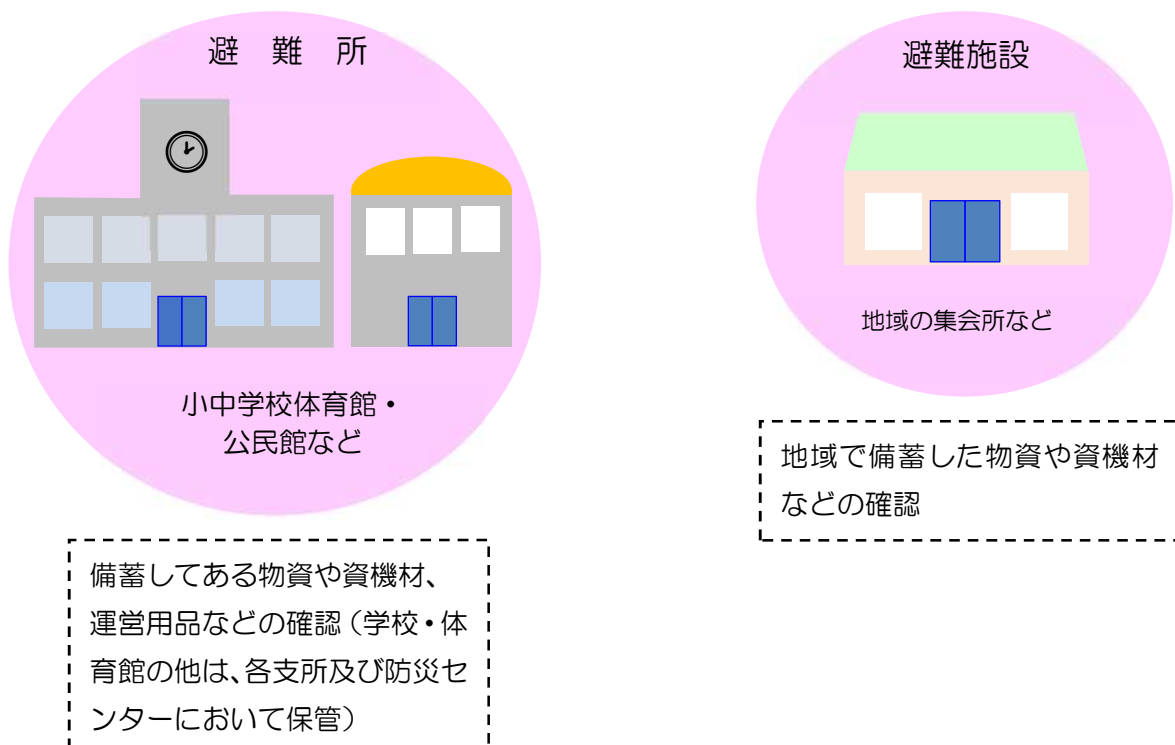 避 難 所
小中学校体育館・
公民館など
備蓄してある物資や資機材、
運営用品などの確認（学校・体
育館の他は、各支所及び防災セ
ンターにおいて保管）
避難施設
地域の集会所など
地域で備蓄した物資や資機材
などの確認